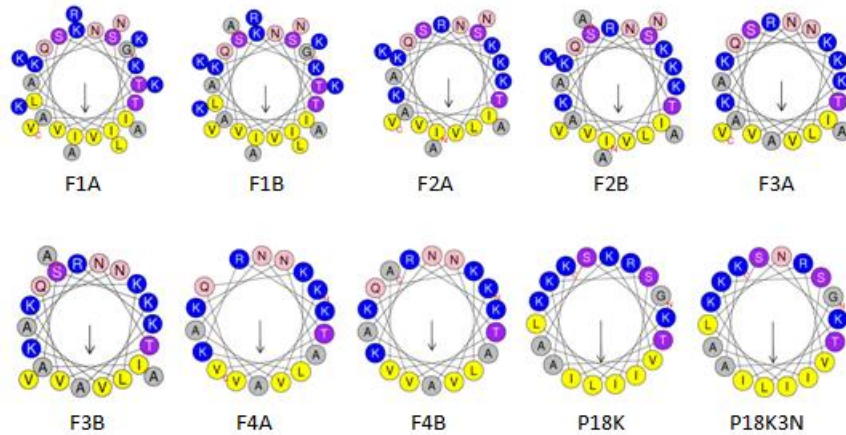 R K N N S K G K T K T I A I L V I A V A V C L K A K K Q S
F1A
R K N N S K G K T K T I A I L V I A V A V L K A K K Q S A
F1B
R N N S N K K K T I A L V I N A V A V C K A K K Q S
F2A
R N N S N K K K T I A L V I N A V A V K A K K Q S A
F2B
R N N K K K T I A L V A V A V C K A K Q S
F3A
R N N K K K T I A L V A V A V K A K Q S A
F3B
R N N K K K T A L V A V V K A K Q
F4A
R N N K K K T A L V A V V K A K Q A
F4B
S K R S G N K T V I I L I A A L K K K
P18K
S N R S G N K T V I I L I A A L K K K
P18K3N